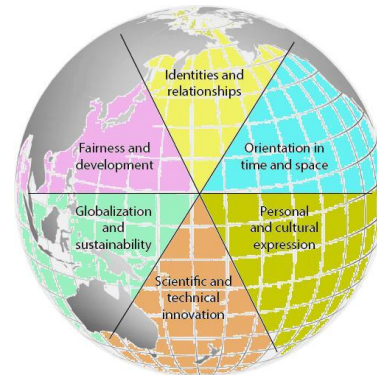 Identities and
relationships
Fairness and
development
Orientation in
time and space
Globalization
and
sustainability
Personal
and cultural
expression
Scientific and
technical
innovation